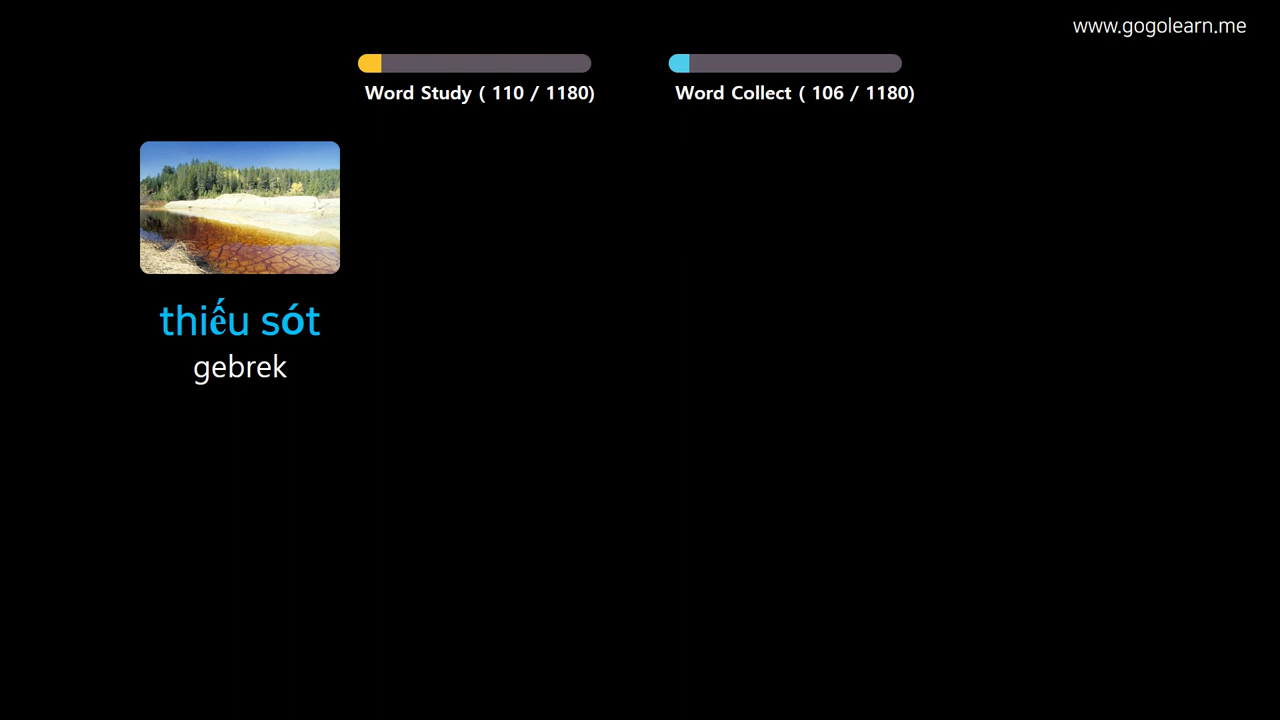 www.gogolearn.me
Word Study ( 110 / 1180)
Word Collect ( 106 / 1180)
thiếu sót
gebrek